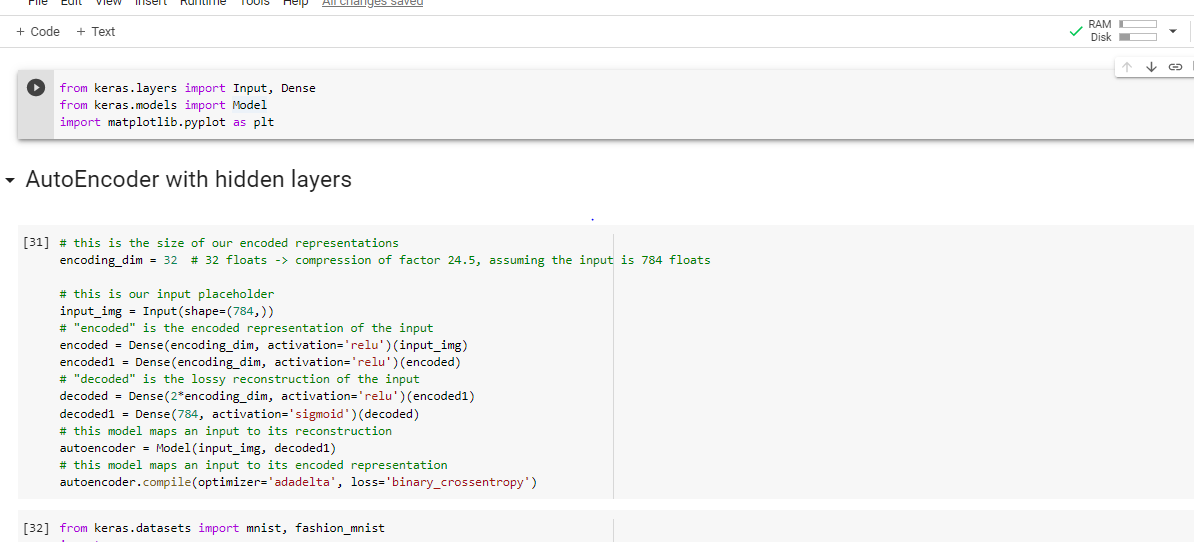 File Edit View Insert Runtime Tools Help All changes saved
+ Code + Text
RAM
Disk
from keras.layers import Input, Dense
from keras.models import Model
import matplotlib.pyplot as plt
AutoEncoder with hidden layers
[31] # this is the size of our encoded representations
encoding_dim = 32  # 32 floats -> compression of factor 24.5, assuming the input is 784 floats
# this is our input placeholder
input_img = Input(shape=(784,))
# "encoded" is the encoded representation of the input
encoded = Dense(encoding_dim, activation='relu')(input_img)
encoded1 = Dense(encoding_dim, activation='relu')(encoded)
# "decoded" is the lossy reconstruction of the input
decoded = Dense(2*encoding_dim, activation='relu')(encoded1)
decoded1 = Dense(784, activation='sigmoid')(decoded)
# this model maps an input to its reconstruction
autoencoder = Model(input_img, decoded1)
# this model maps an input to its encoded representation
autoencoder.compile(optimizer='adadelta', loss='binary_crossentropy')
[32] from keras.datasets import mnist, fashion_mnist